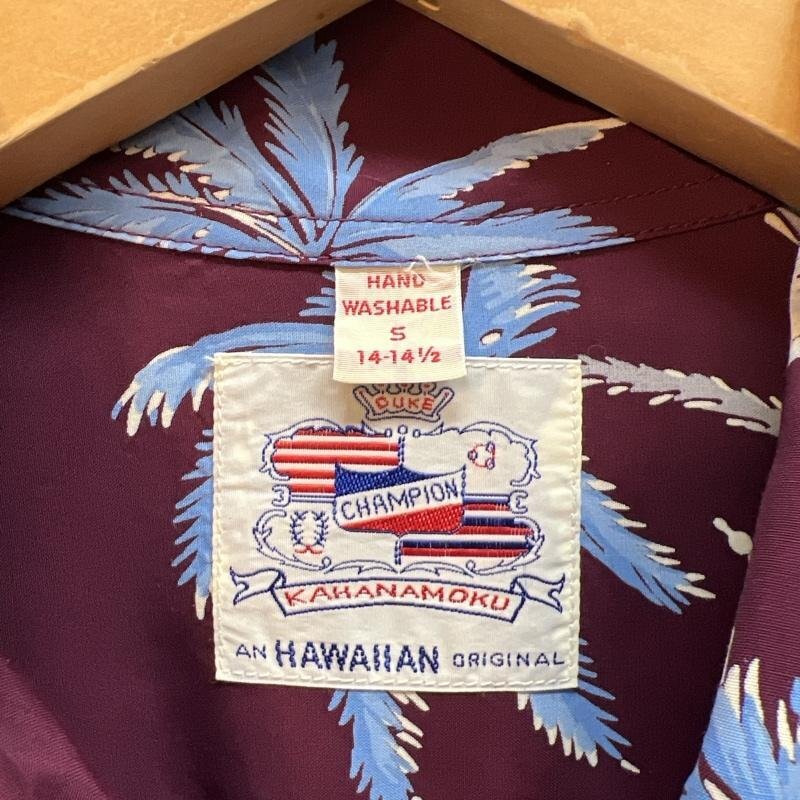 HAND
WASHABLE
S
14-14½
DUKE
CHAMPION
KAHANAMOKU
AN HAWAIIAN ORIGINAL